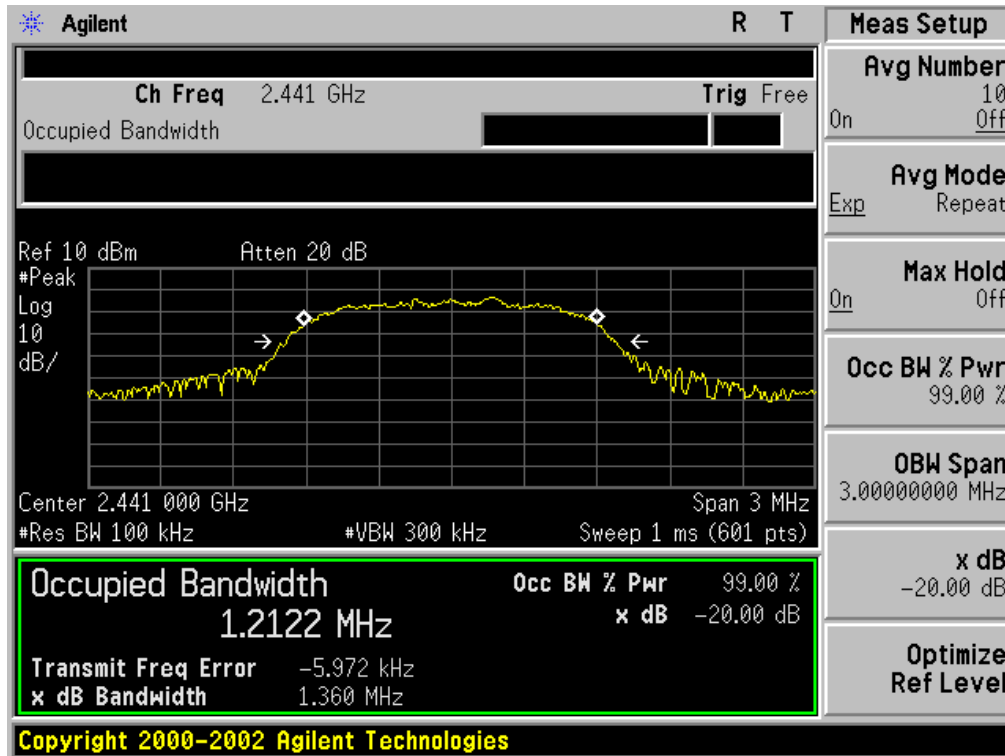 Agilent R T Meas Setup
Ch Freq 2.441 GHz Trig Free
Occupied Bandwidth
Avg Number
10
On Off
Avg Mode
Exp Repeat
Max Hold
On Off
Occ BW % Pwr
99.00 %
OBW Span
3.00000000 MHz
x dB
-20.00 dB
Optimize
Ref Level
Ref 10 dBm Atten 20 dB
#Peak
Log
10
dB/
Center 2.441 000 GHz Span 3 MHz
#Res BW 100 kHz #VBW 300 kHz Sweep 1 ms (601 pts)
Occupied Bandwidth
1.2122 MHz
Occ BW % Pwr 99.00 %
x dB -20.00 dB
Transmit Freq Error -5.972 kHz
x dB Bandwidth 1.360 MHz
Copyright 2000-2002 Agilent Technologies